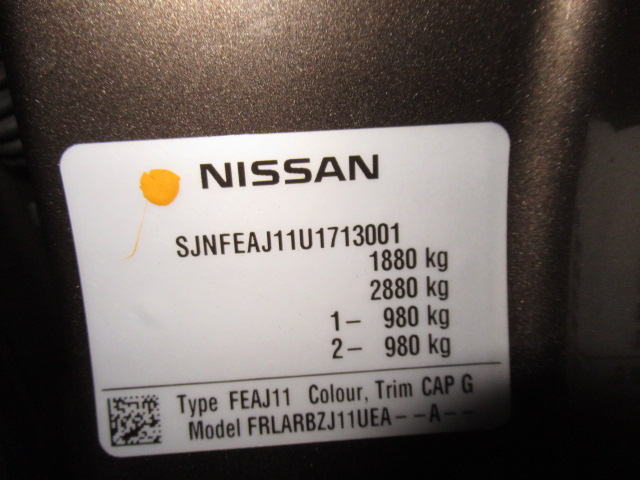 NISSAN
SJNFEAJ11U1713001
1880 kg
2880 kg
1- 980 kg
2- 980 kg
Type FEAJ11 Colour, Trim CAP G
Model FRLARBZJ11UEA--A--